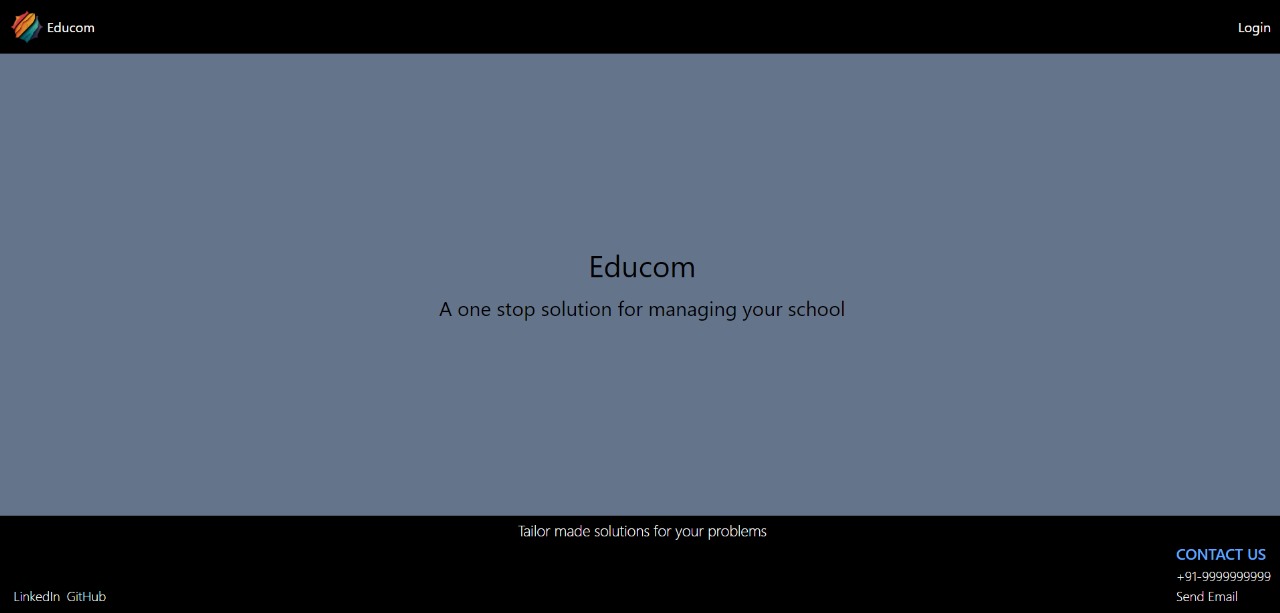 Educom
Login
Educom
A one stop solution for managing your school
Tailor made solutions for your problems
CONTACT US
+91-9999999999
LinkedIn GitHub
Send Email